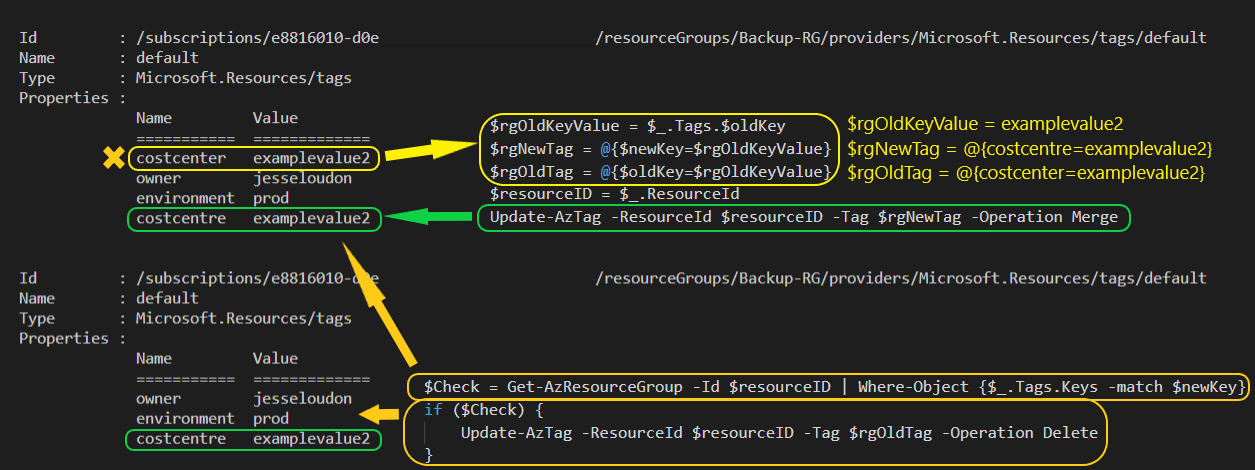 Id : /subscriptions/e8816010-d0e /resourceGroups/Backup-RG/providers/Microsoft.Resources/tags/default
Name : default
Type : Microsoft.Resources/tags
Properties :
Name Value
=========== =============
costcenter examplevalue2
owner jesseloudon
environment prod
costcentre examplevalue2
$rgOldKeyValue = $_.Tags.$oldKey
$rgNewTag = @{$newKey=$rgOldKeyValue}
$rgOldTag = @{$oldKey=$rgOldKeyValue}
$resourceID = $_.ResourceId
Update-AzTag -ResourceId $resourceID -Tag $rgNewTag -Operation Merge
$rgOldKeyValue = examplevalue2
$rgNewTag = @{costcentre=examplevalue2}
$rgOldTag = @{costcenter=examplevalue2}
Id : /subscriptions/e8816010-d0e /resourceGroups/Backup-RG/providers/Microsoft.Resources/tags/default
Name : default
Type : Microsoft.Resources/tags
Properties :
Name Value
=========== =============
owner jesseloudon
environment prod
costcentre examplevalue2
$Check = Get-AzResourceGroup -Id $resourceID | Where-Object {$_.Tags.Keys -match $newKey}
if ($Check) {
Update-AzTag -ResourceId $resourceID -Tag $rgOldTag -Operation Delete
}